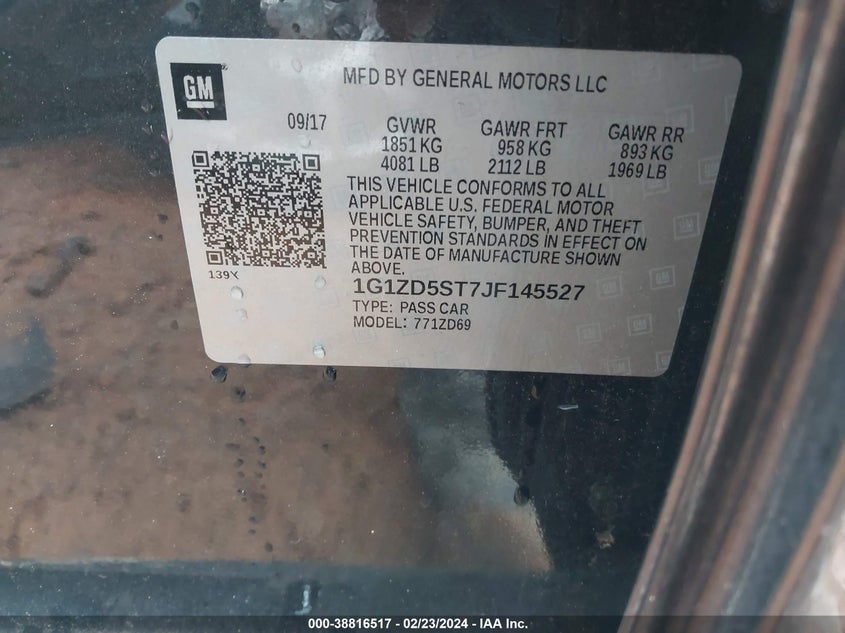 GM
MFD BY GENERAL MOTORS LLC
09/17
GVWR
1851 KG
4081 LB
GAWR FRT
958 KG
2112 LB
GAWR RR
893 KG
1969 LB
THIS VEHICLE CONFORMS TO ALL
APPLICABLE U.S. FEDERAL MOTOR
VEHICLE SAFETY, BUMPER, AND THEFT
PREVENTION STANDARDS IN EFFECT ON
THE DATE OF MANUFACTURE SHOWN
ABOVE.
139Y
1G1ZD5ST7JF145527
TYPE: PASS CAR
MODEL: 771ZD69
000-38816517 - 02/23/2024 - IAA Inc.